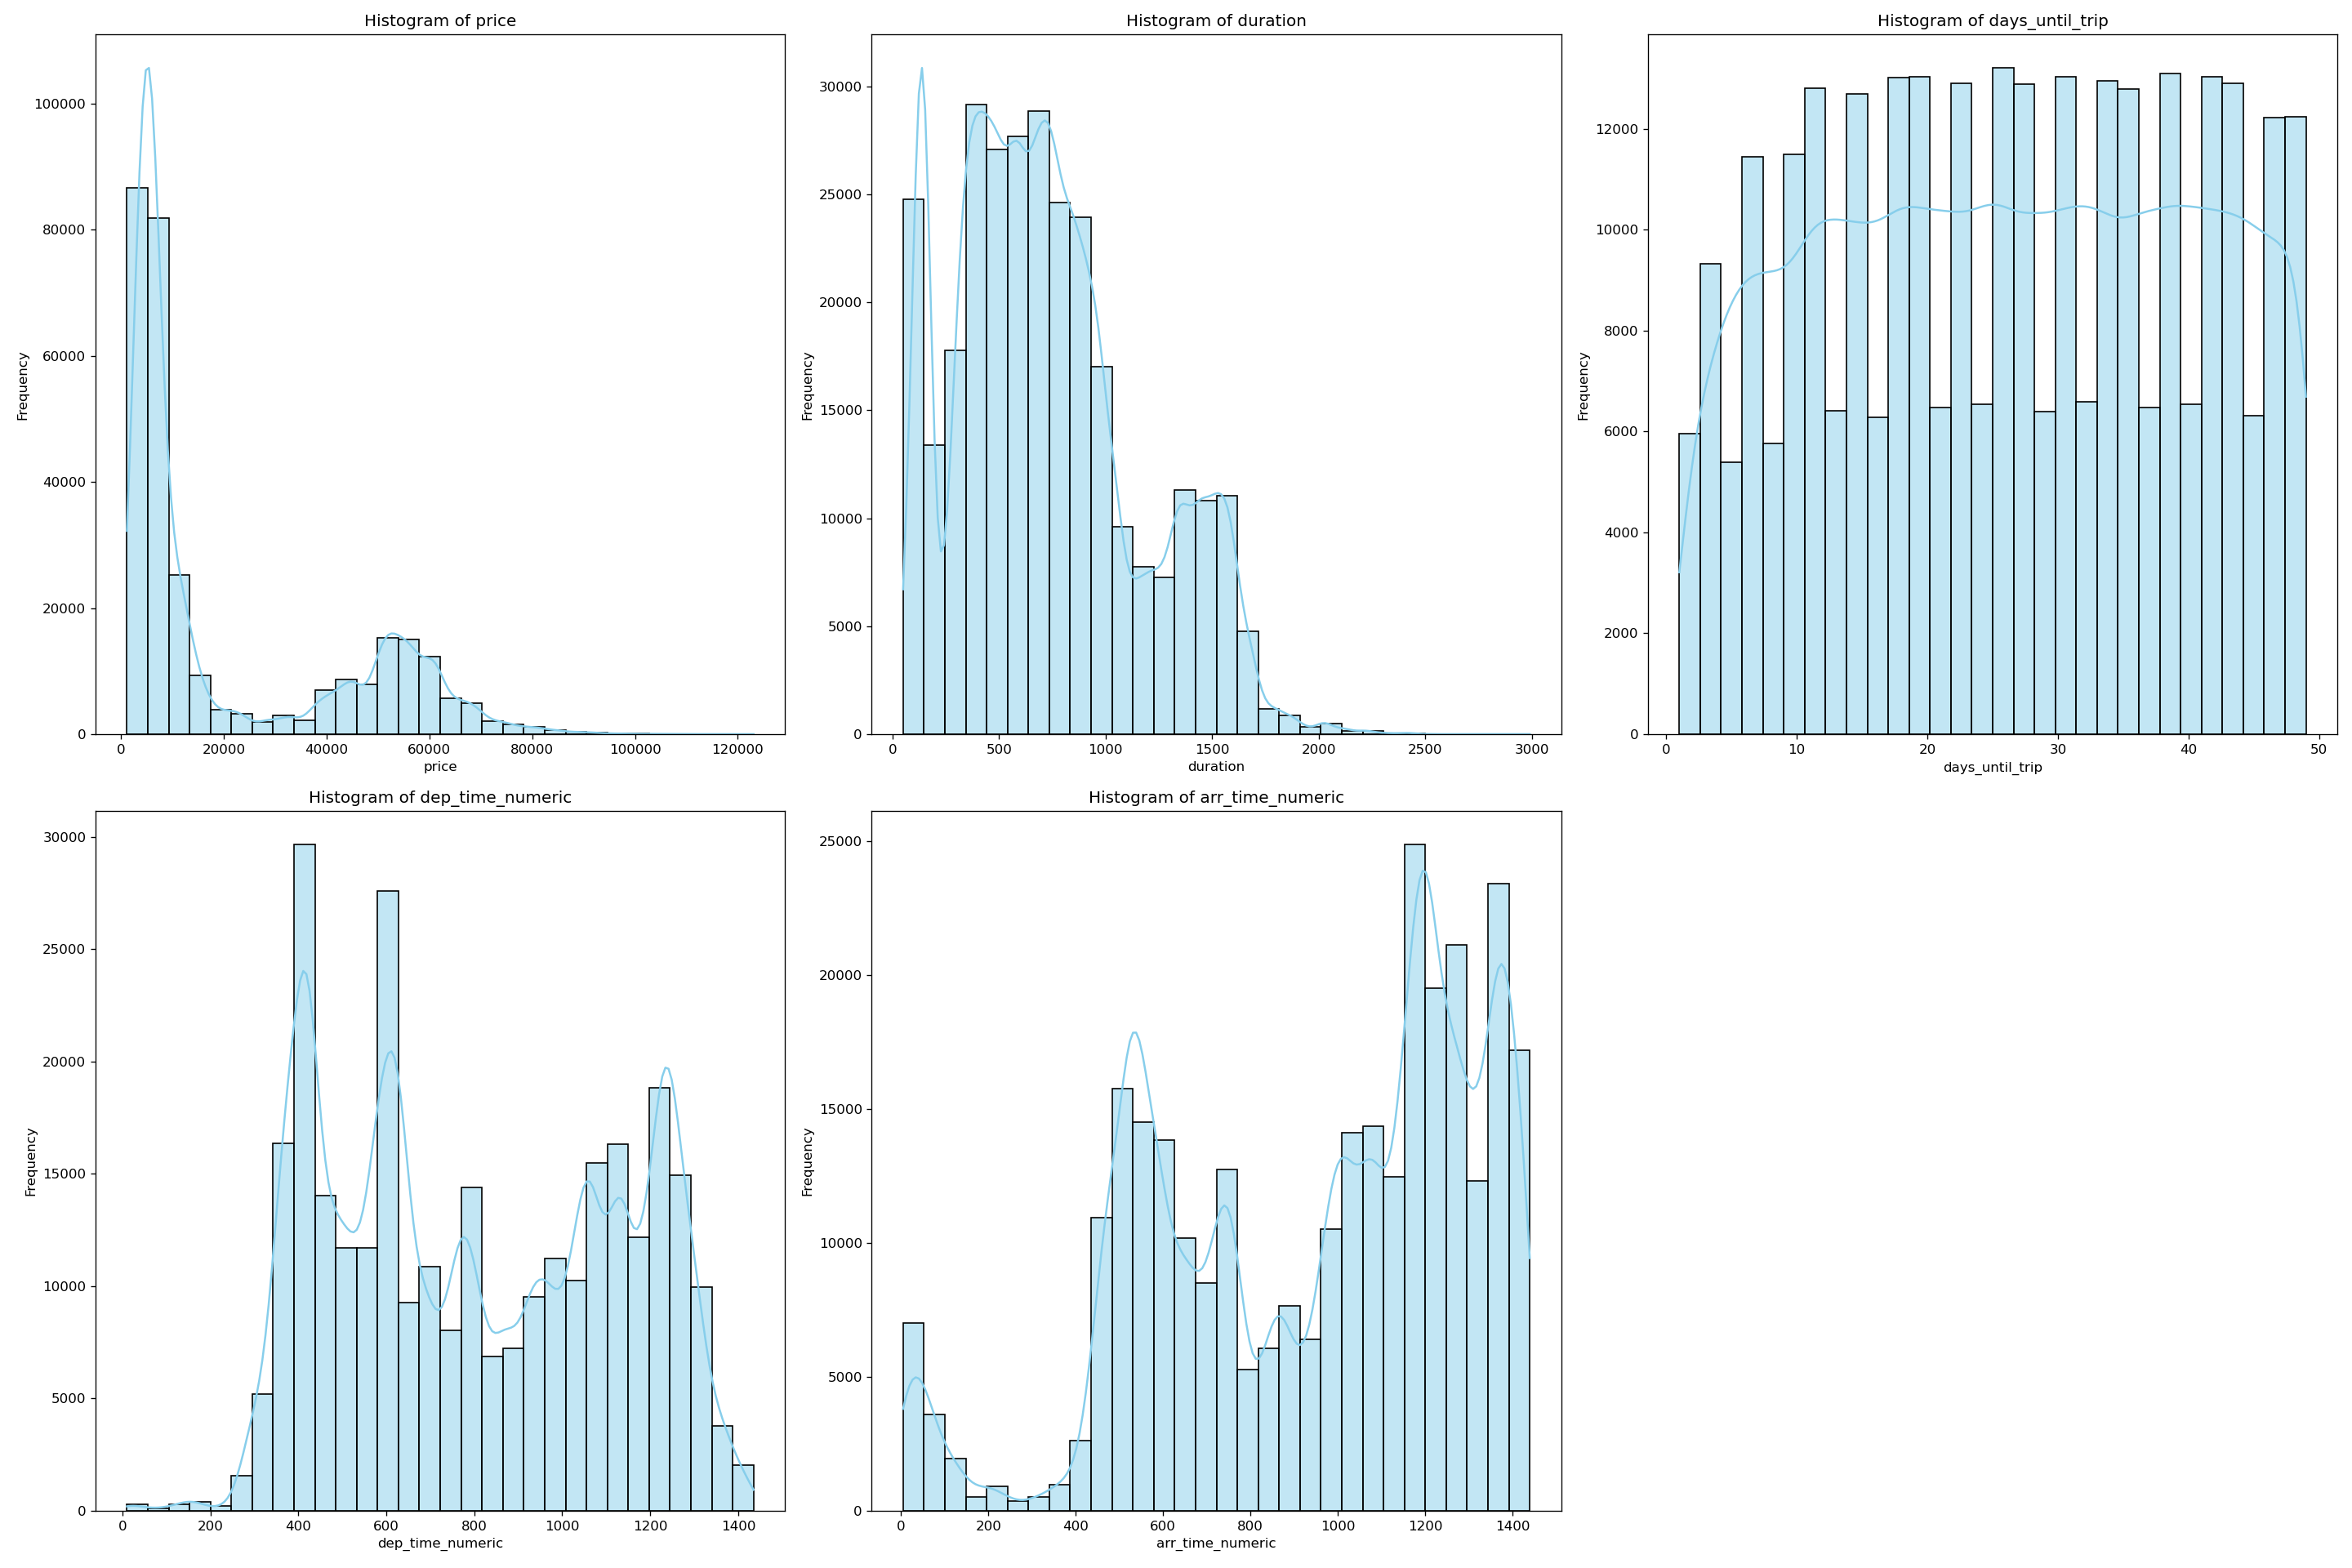 Histogram of price
Histogram of duration
Histogram of days_until_trip
100000
80000
60000
40000
20000
0
Frequency
0 20000 40000 60000 80000 100000 120000
price
30000
25000
20000
15000
10000
5000
0
Frequency
0 500 1000 1500 2000 2500 3000
duration
12000
10000
8000
6000
4000
2000
0
Frequency
0 10 20 30 40 50
days_until_trip
Histogram of dep_time_numeric
Histogram of arr_time_numeric
30000
25000
20000
15000
10000
5000
0
Frequency
0 200 400 600 800 1000 1200 1400
dep_time_numeric
25000
20000
15000
10000
5000
0
Frequency
0 200 400 600 800 1000 1200 1400
arr_time_numeric